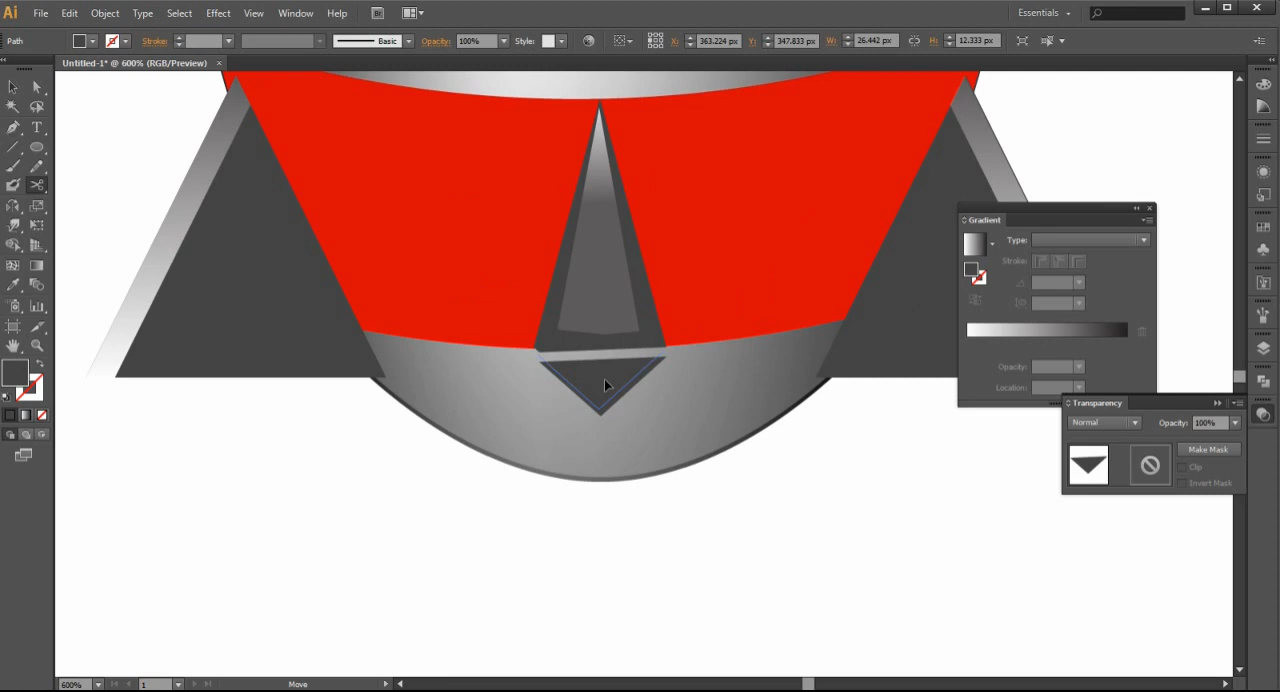 Ai File Edit Object Type Select Effect View Window Help Br Essentials
Path Stroke: Basic Opacity: 100% Style: X: 363.224 px Y: 347.833 px W: 26.442 px H: 12.333 px
Untitled-1* @ 600% (RGB/Preview) ×
Gradient
Type:
Stroke:
Opacity:
Location:
Transparency
Normal Opacity: 100%
Make Mask
Clip
Invert Mask
600% 1 Move